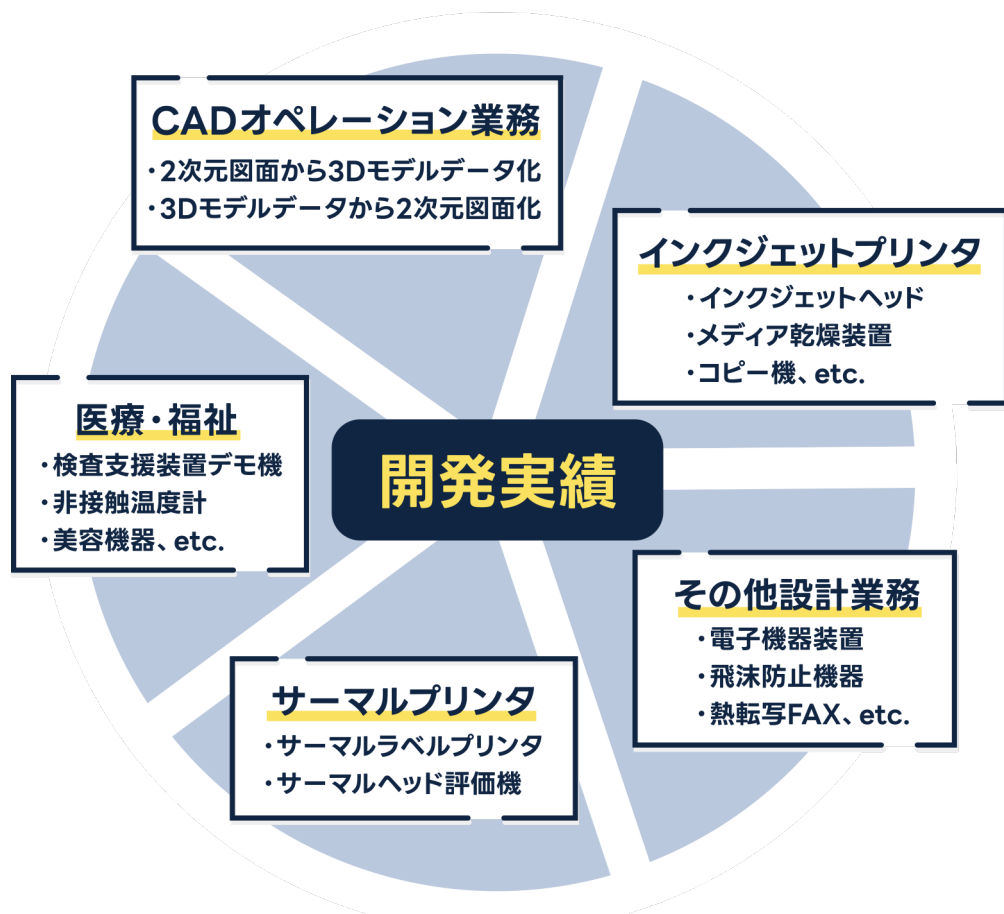 CADオペレーション業務
・2次元図面から3Dモデルデータ化
・3Dモデルデータから2次元図面化
インクジェットプリンタ
・インクジェットヘッド
・メディア乾燥装置
・コピー機、etc.
医療・福祉
・検査支援装置デモ機
・非接触温度計
・美容機器、etc.
開発実績
その他設計業務
・電子機器装置
・飛沫防止機器
・熱転写FAX、etc.
サーマルプリンタ
・サーマルラベルプリンタ
・サーマルヘッド評価機